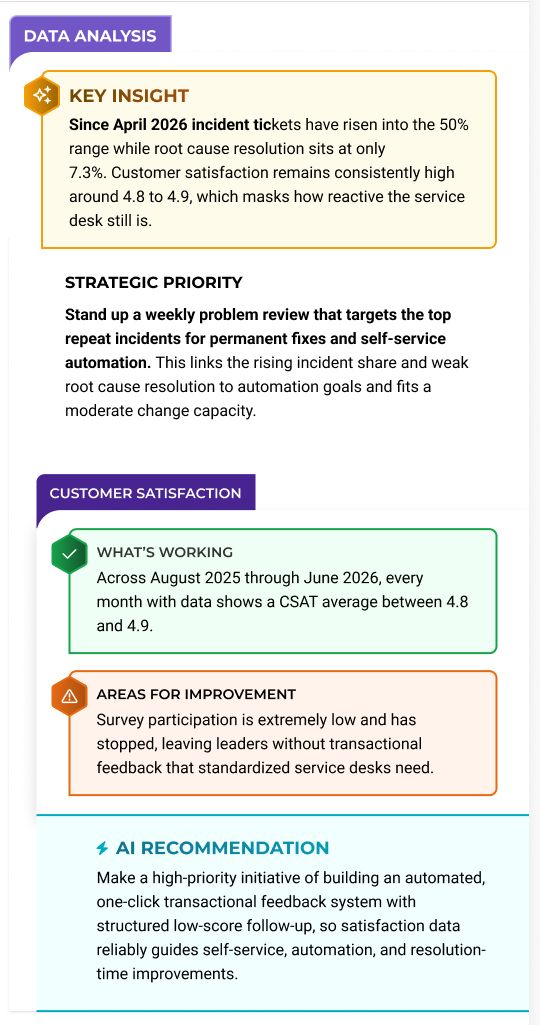 DATA ANALYSIS
KEY INSIGHT
Since April 2026 incident tickets have risen into the 50%
range while root cause resolution sits at only
7.3%. Customer satisfaction remains consistently high
around 4.8 to 4.9, which masks how reactive the service
desk still is.
STRATEGIC PRIORITY
Stand up a weekly problem review that targets the top
repeat incidents for permanent fixes and self-service
automation. This links the rising incident share and weak
root cause resolution to automation goals and fits a
moderate change capacity.
CUSTOMER SATISFACTION
WHAT'S WORKING
Across August 2025 through June 2026, every
month with data shows a CSAT average between 4.8
and 4.9.
AREAS FOR IMPROVEMENT
Survey participation is extremely low and has
stopped, leaving leaders without transactional
feedback that standardized service desks need.
AI RECOMMENDATION
Make a high-priority initiative of building an automated,
one-click transactional feedback system with
structured low-score follow-up, so satisfaction data
reliably guides self-service, automation, and resolution-
time improvements.